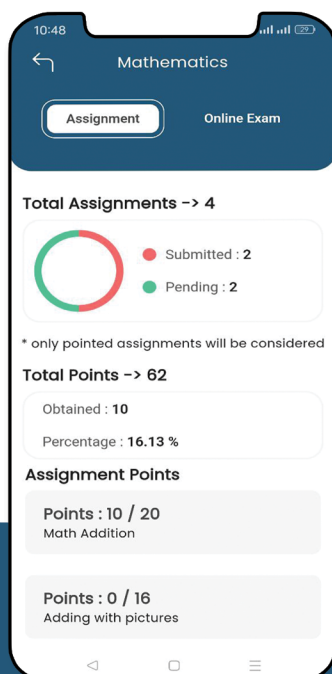 10:48
29
Mathematics
Assignment
Online Exam
Total Assignments -> 4
Submitted : 2
Pending : 2
* only pointed assignments will be considered
Total Points -> 62
Obtained : 10
Percentage : 16.13 %
Assignment Points
Points : 10 / 20
Math Addition
Points : 0 / 16
Adding with pictures